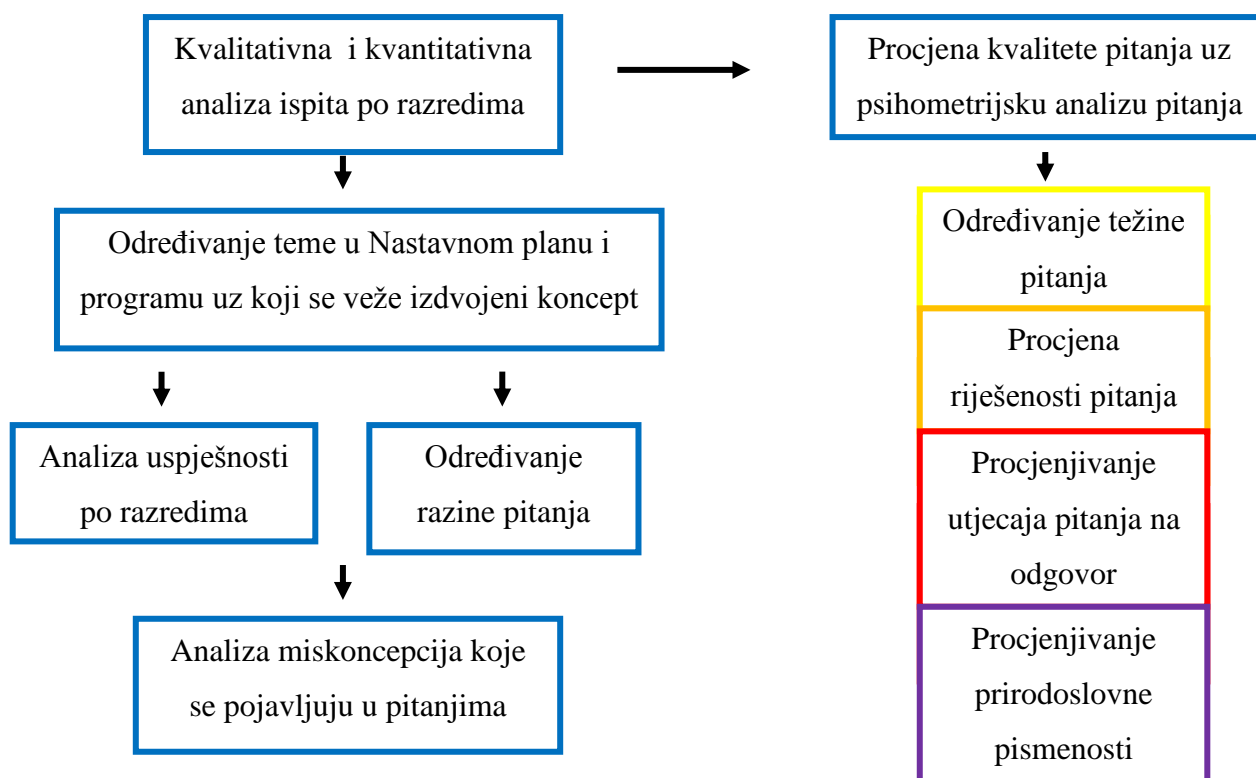 Kvalitativna i kvantitativna
analiza ispita po razredima
Procjena kvalitete pitanja uz
psihometrijsku analizu pitanja
Određivanje teme u Nastavnom planu i
programu uz koji se veže izdvojeni koncept
Analiza uspješnosti
po razredima
Određivanje
razine pitanja
Analiza miskoncepcija koje
se pojavljuju u pitanjima
Određivanje težine
pitanja
Procjena
riješenosti pitanja
Procjenjivanje
utjecaja pitanja na
odgovor
Procjenjivanje
prirodoslovne
pismenosti